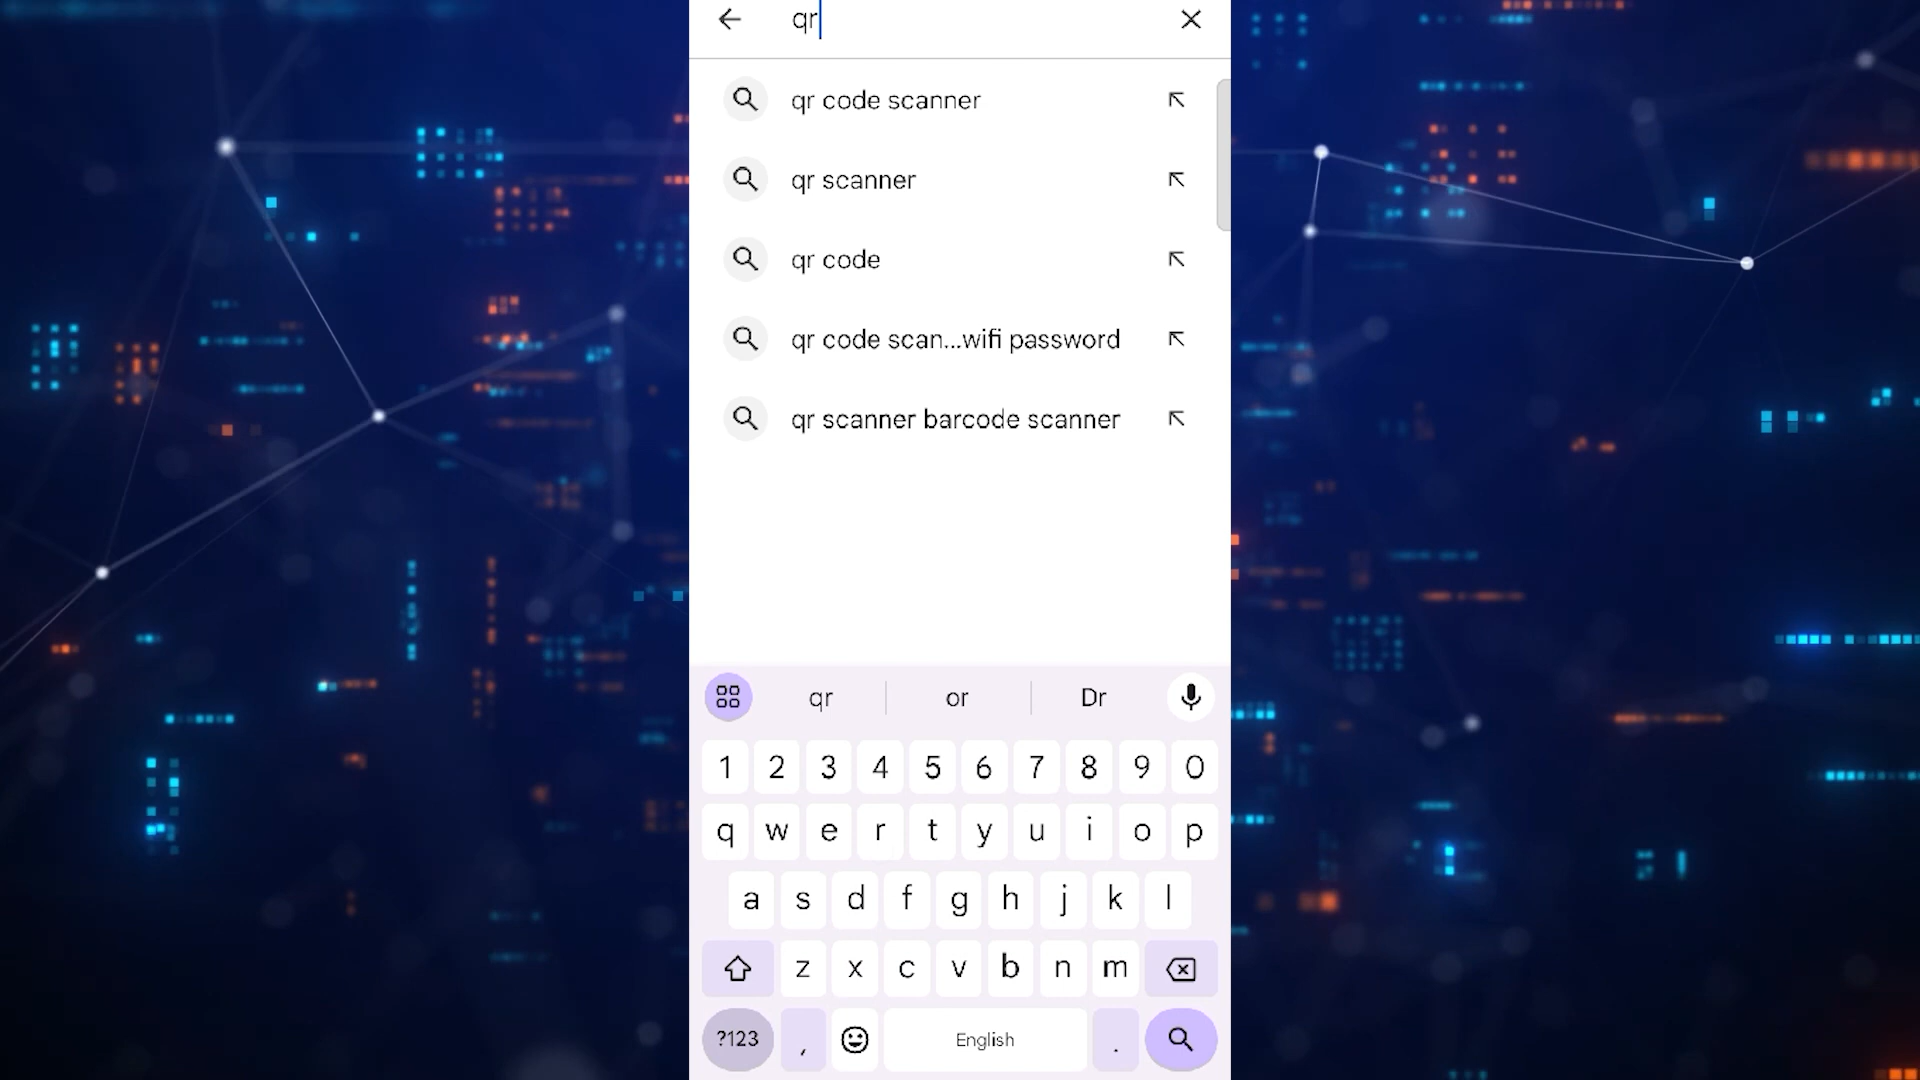 qr
qr code scanner
qr scanner
qr code
qr code scan...wifi password
qr scanner barcode scanner
qr or Dr
1 2 3 4 5 6 7 8 9 0
q w e r t y u i o p
a s d f g h j k l
z x c v b n m
?123 , English .